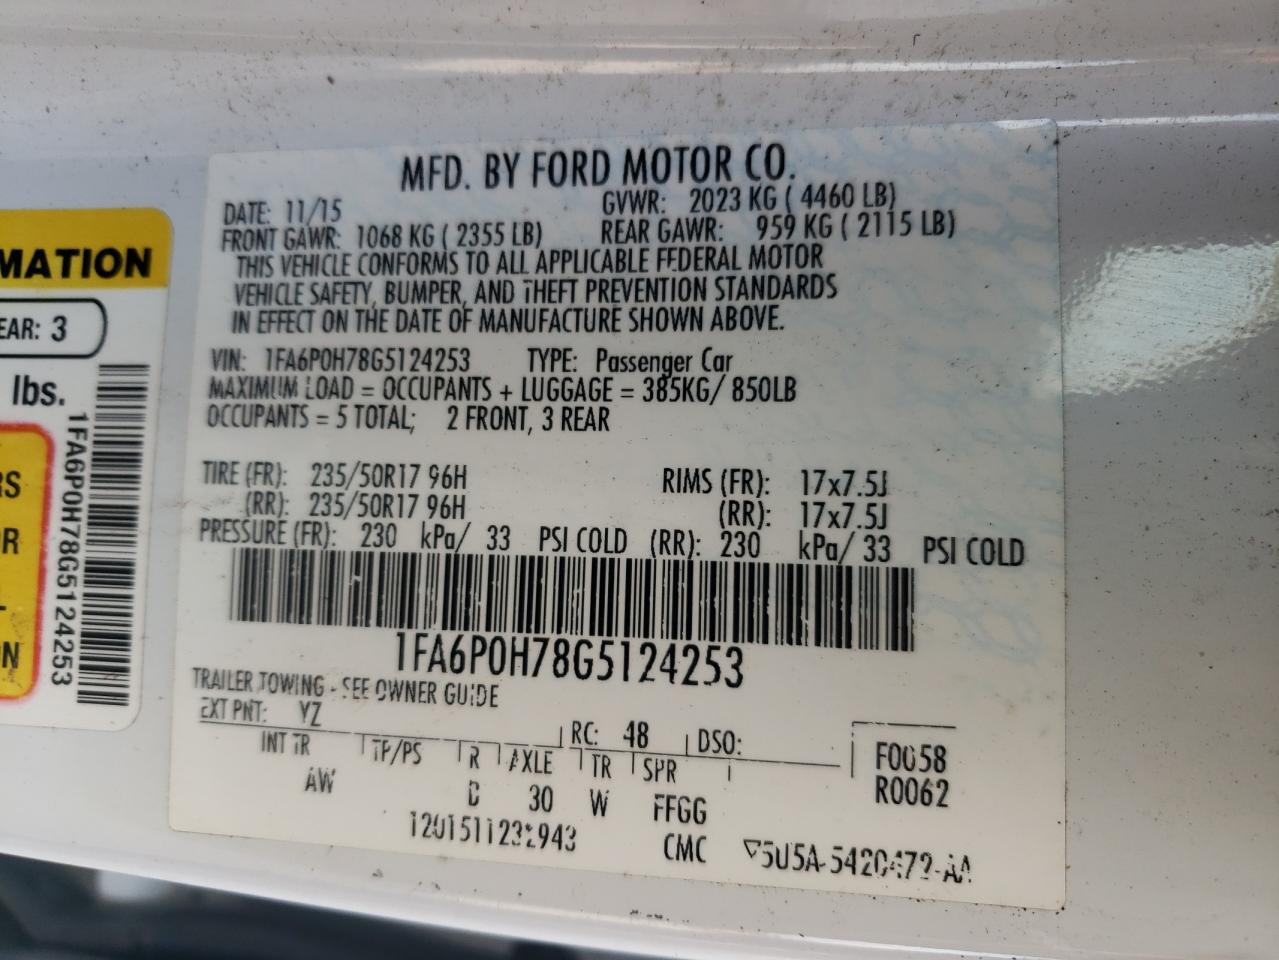 MATION
EAR: 3
lbs.
RS
OR
L
ON
1FA6P0H78G5124253
MFD. BY FORD MOTOR CO.
DATE: 11/15 GVWR: 2023 KG ( 4460 LB)
FRONT GAWR: 1068 KG ( 2355 LB) REAR GAWR: 959 KG ( 2115 LB)
THIS VEHICLE CONFORMS TO ALL APPLICABLE FEDERAL MOTOR
VEHICLE SAFETY, BUMPER, AND THEFT PREVENTION STANDARDS
IN EFFECT ON THE DATE OF MANUFACTURE SHOWN ABOVE.
VIN: 1FA6P0H78G5124253 TYPE: Passenger Car
MAXIMUM LOAD = OCCUPANTS + LUGGAGE = 385KG/ 850LB
OCCUPANTS = 5 TOTAL; 2 FRONT, 3 REAR
TIRE (FR): 235/50R17 96H RIMS (FR): 17x7.5J
(RR): 235/50R17 96H (RR): 17x7.5J
PRESSURE (FR): 230 kPa/ 33 PSI COLD (RR): 230 kPa/ 33 PSI COLD
1FA6P0H78G5124253
TRAILER TOWING - SEE OWNER GUIDE
EXT PNT: YZ RC: 48 DSO:
INT TR TP/PS R AXLE TR SPR
AW 30 W FFGG
F0058
R0062
CMC